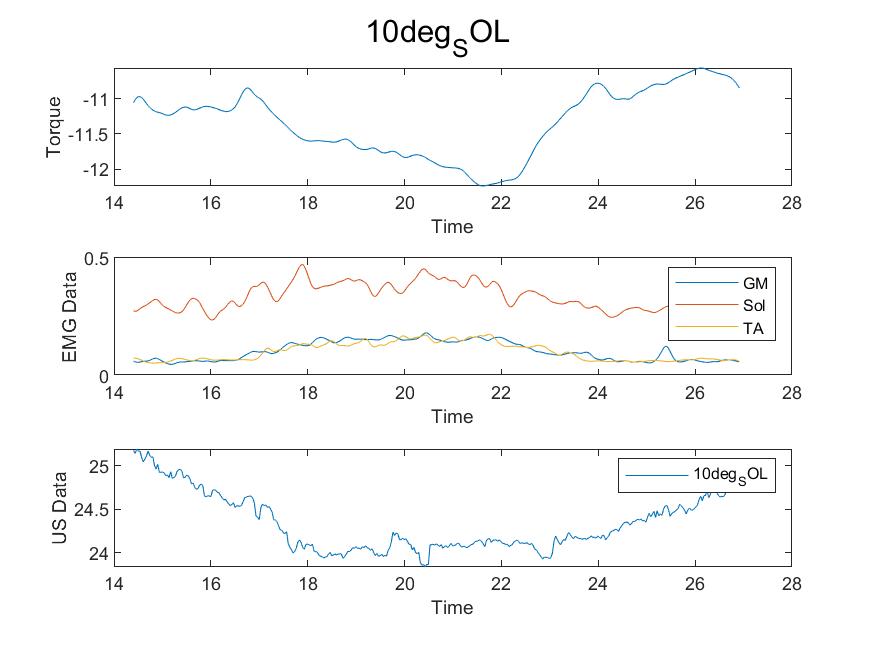 10deg_SOL
-11
-11.5
-12
Torque
14 16 18 20 22 24 26 28
Time
0.5
0
EMG Data
GM
Sol
TA
14 16 18 20 22 24 26 28
Time
25
24.5
24
US Data
10deg_SOL
14 16 18 20 22 24 26 28
Time